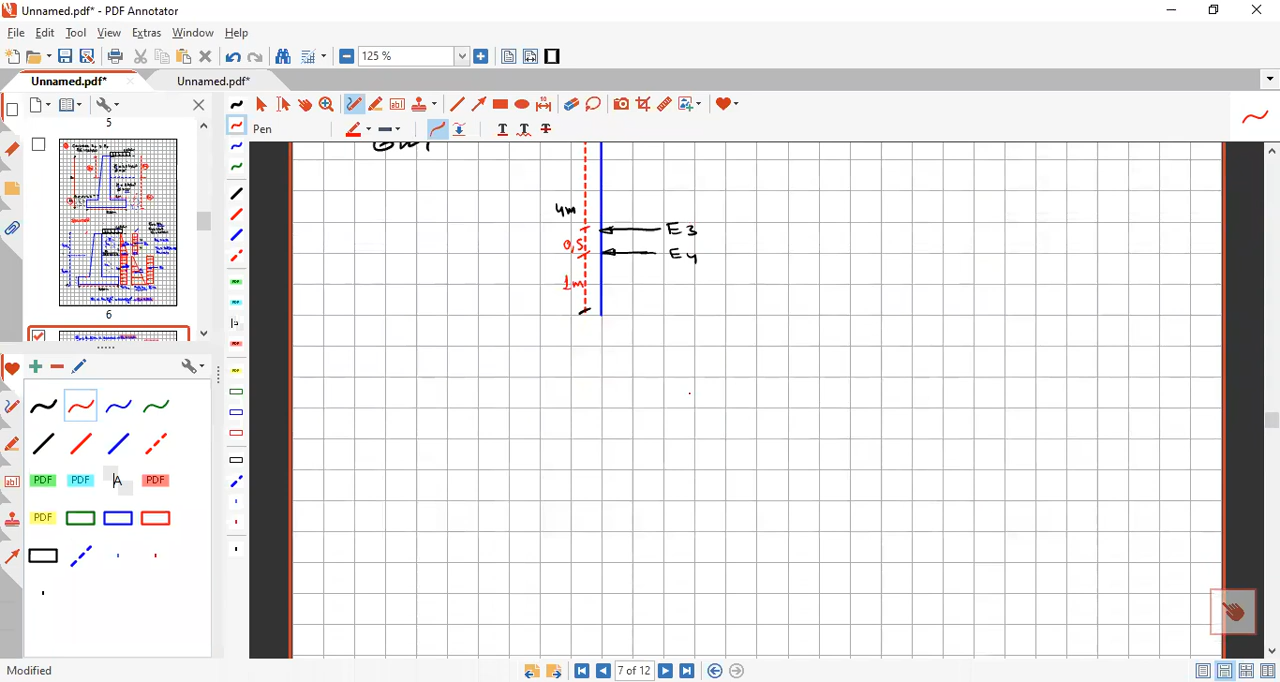 Unnamed.pdf* - PDF Annotator
File Edit Tool View Extras Window Help
125 %
Unnamed.pdf* Unnamed.pdf*
Pen
5
6
4m
E3
0,5
E4
1m
PDF PDF A PDF
PDF
Modified
7 of 12